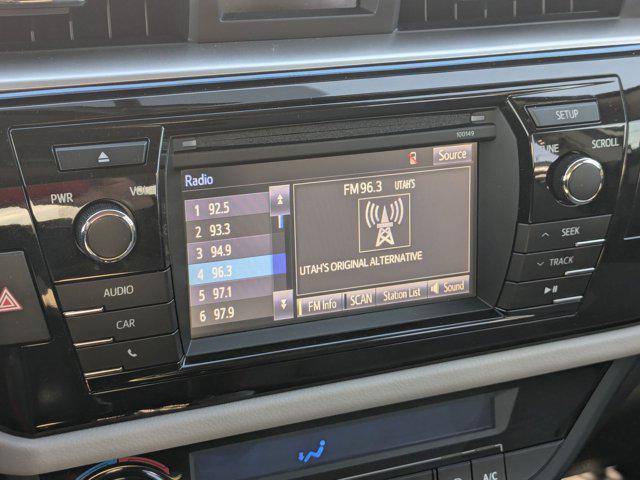 100149
SETUP
PWR
VOL
TUNE
SCROLL
Radio
Source
FM 96.3 UTAH'S
1 92.5
2 93.3
3 94.9
4 96.3
5 97.1
6 97.9
UTAH'S ORIGINAL ALTERNATIVE
FM Info
SCAN
Station List
Sound
SEEK
TRACK
AUDIO
CAR
A/C